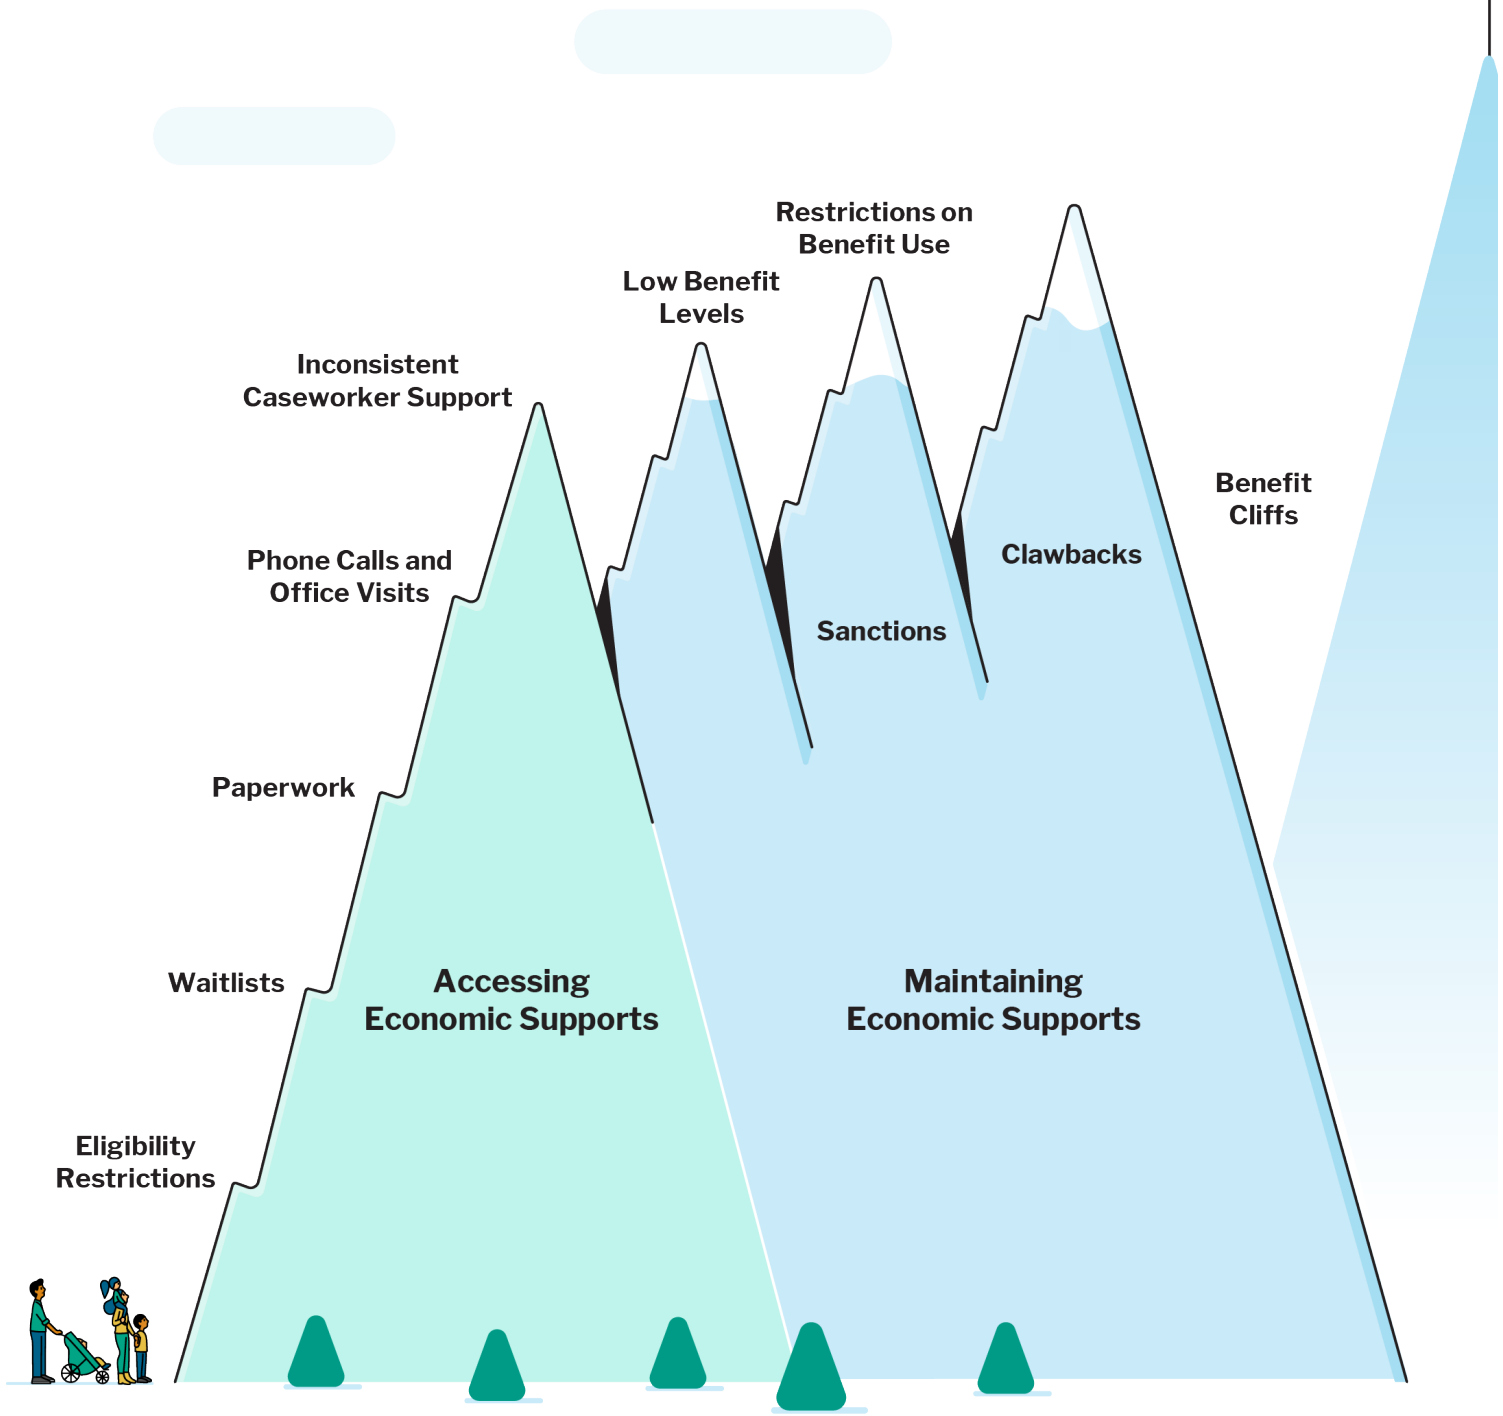 Restrictions on
Benefit Use
Low Benefit
Levels
Inconsistent
Caseworker Support
Benefit
Cliffs
Phone Calls and
Office Visits
Clawbacks
Sanctions
Paperwork
Waitlists
Accessing
Economic Supports
Maintaining
Economic Supports
Eligibility
Restrictions